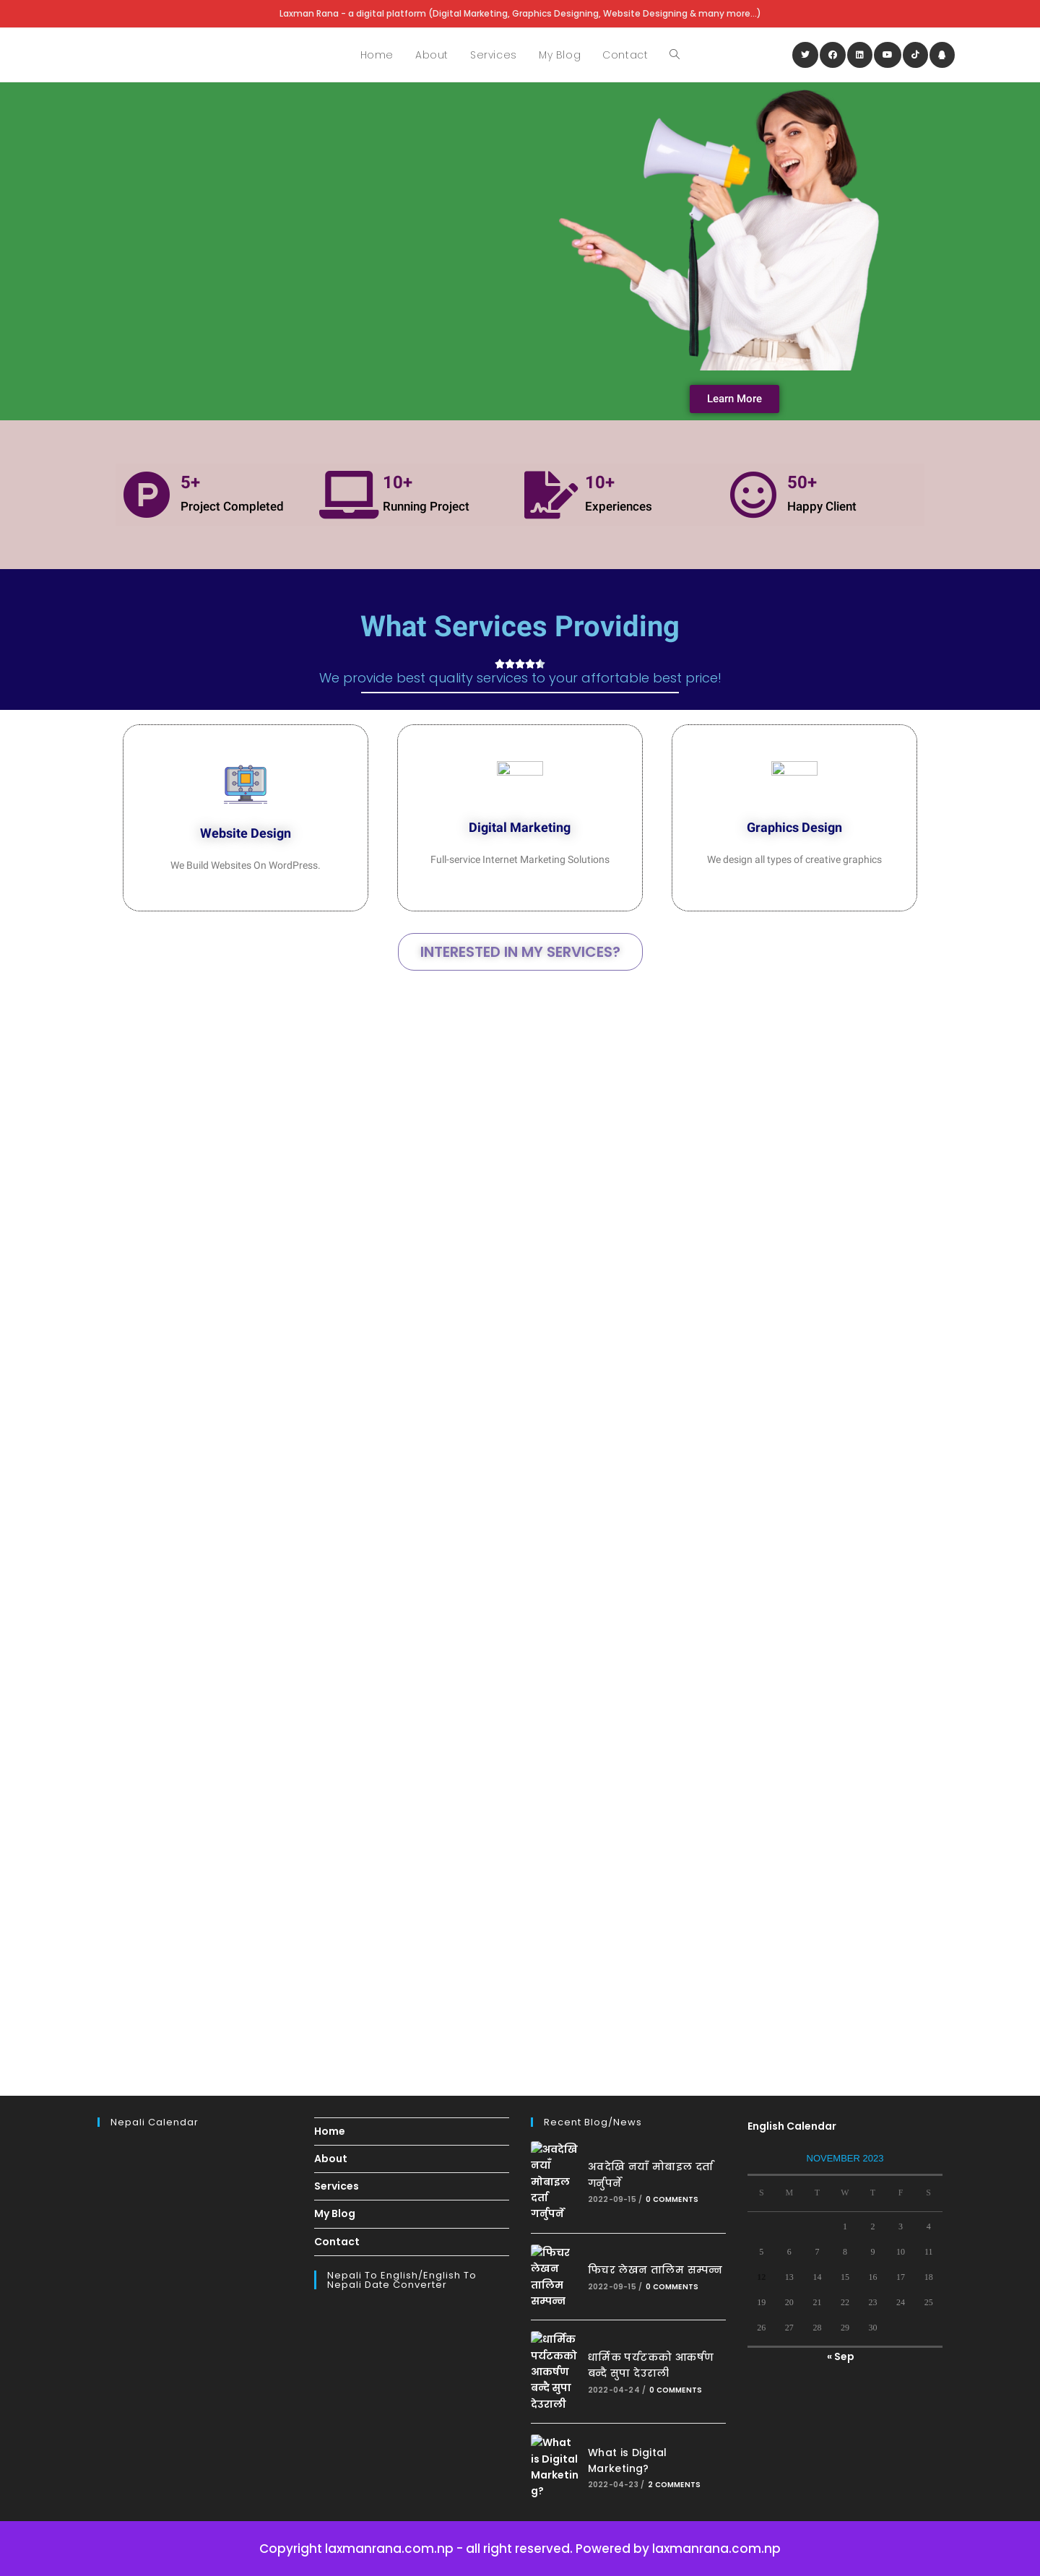 Laxman Rana - a digital platform (Digital Marketing, Graphics Designing, Website Designing & many more...)
Home About Services My Blog Contact
Learn More
5+
Project Completed
10+
Running Project
10+
Experiences
50+
Happy Client
What Services Providing
We provide best quality services to your affortable best price!
Website Design
We Build Websites On WordPress.
Digital Marketing
Full-service Internet Marketing Solutions
Graphics Design
We design all types of creative graphics
INTERESTED IN MY SERVICES?
Nepali Calendar
Home
About
Services
My Blog
Contact
Nepali To English/English To
Nepali Date Converter
Recent Blog/News
अवदेखि
नयाँ
मोबाइल
दर्ता
गर्नुपर्ने
अवदेखि नयाँ मोबाइल दर्ता
गर्नुपर्ने
2022-09-15 / 0 COMMENTS
फिचर
लेखन
तालिम
सम्पन्न
फिचर लेखन तालिम सम्पन्न
2022-09-15 / 0 COMMENTS
धार्मिक
पर्यटकको
आकर्षण
बन्दै सुपा
देउराली
धार्मिक पर्यटकको आकर्षण
बन्दै सुपा देउराली
2022-04-24 / 0 COMMENTS
What
is Digital
Marketin
g?
What is Digital
Marketing?
2022-04-23 / 2 COMMENTS
English Calendar
NOVEMBER 2023
S M T W T F S
1 2 3 4
5 6 7 8 9 10 11
12 13 14 15 16 17 18
19 20 21 22 23 24 25
26 27 28 29 30
« Sep
Copyright laxmanrana.com.np - all right reserved. Powered by laxmanrana.com.np